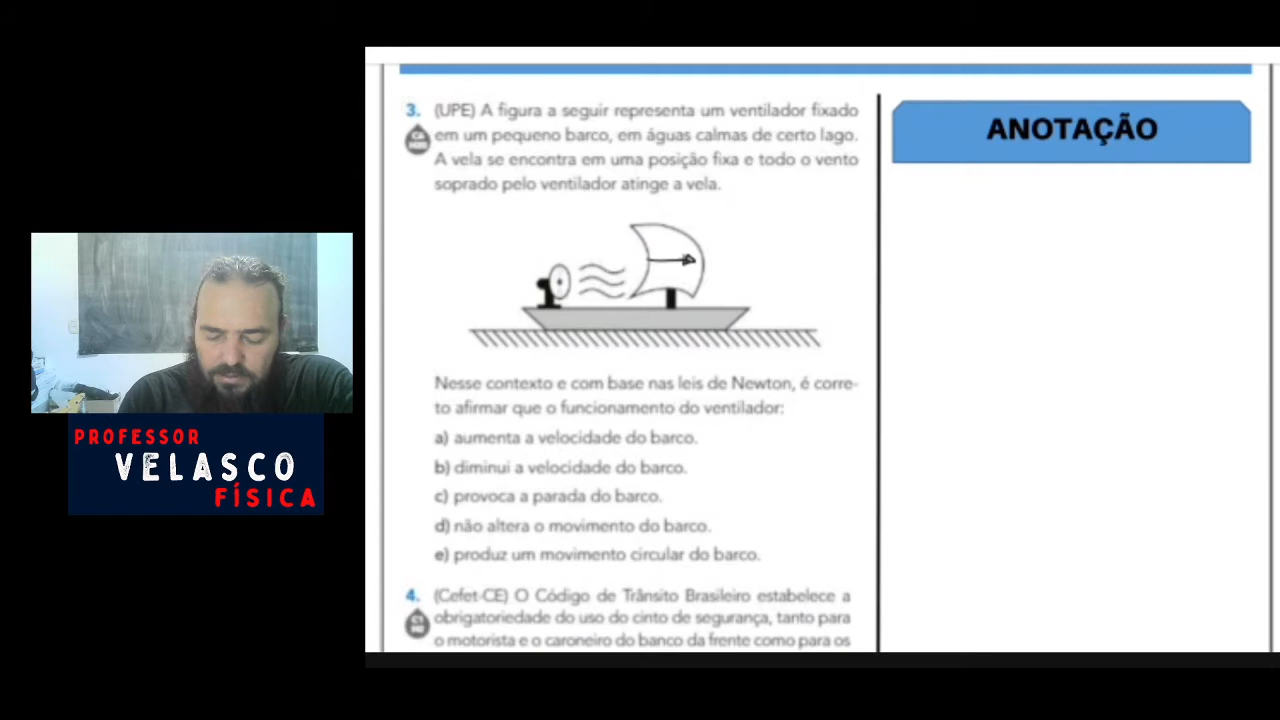 3. (UPE) A figura a seguir representa um ventilador fixado
em um pequeno barco, em águas calmas de certo lago.
A vela se encontra em uma posição fixa e todo o vento
soprado pelo ventilador atinge a vela.
ANOTAÇÃO
Nesse contexto e com base nas leis de Newton, é corre-
to afirmar que o funcionamento do ventilador:
a) aumenta a velocidade do barco.
b) diminui a velocidade do barco.
c) provoca a parada do barco.
d) não altera o movimento do barco.
e) produz um movimento circular do barco.
4. (Cefet-CE) O Código de Trânsito Brasileiro estabelece a
obrigatoriedade do uso do cinto de segurança, tanto para
o motorista e o caroneiro do banco da frente como para os
PROFESSOR
VELASCO
FÍSICA